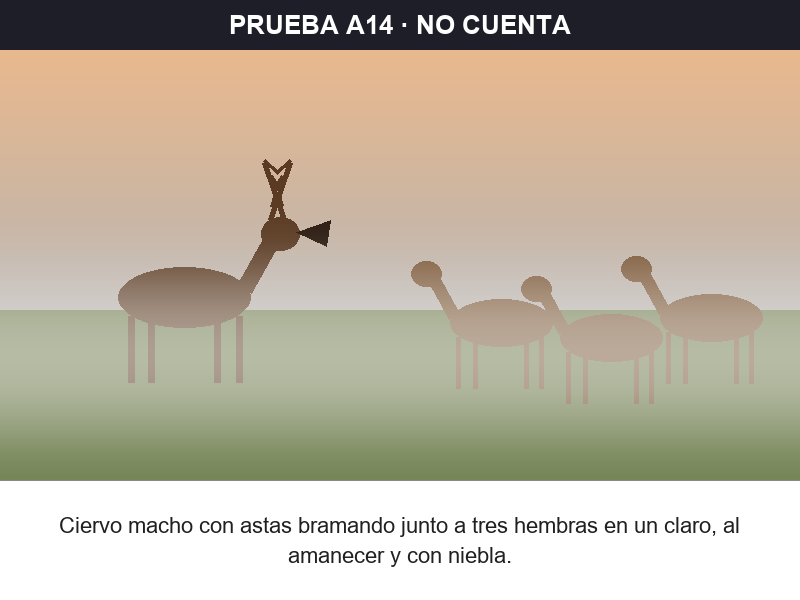 PRUEBA A14 · NO CUENTA
Ciervo macho con astas bramando junto a tres hembras en un claro, al
amanecer y con niebla.